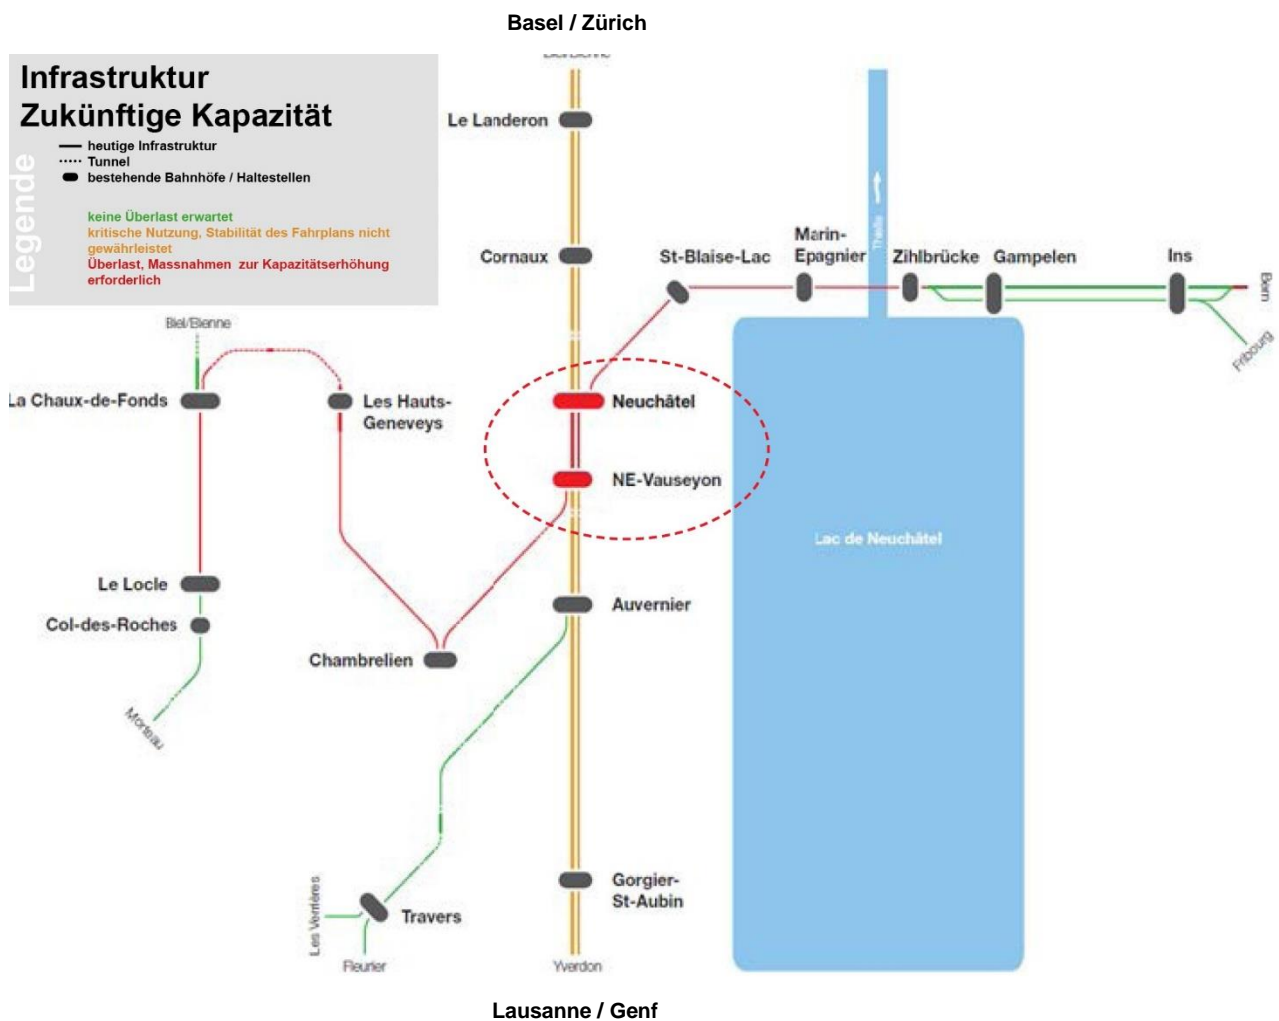 Basel / Zürich
Biel/Bienne
Infrastruktur
Zukünftige Kapazität
Legende
heutige Infrastruktur
Tunnel
bestehende Bahnhöfe / Haltestellen
keine Überlast erwartet
kritische Nutzung, Stabilität des Fahrplans nicht
gewährleistet
Überlast, Massnahmen zur Kapazitätserhöhung
erforderlich
Le Landeron
Cornaux
St-Blaise-Lac
Marin-
Epagnier
Thielle
Zihlbrücke
Gampelen
Ins
Bern
Fribourg
Biel/Bienne
La Chaux-de-Fonds
Les Hauts-
Geneveys
Neuchâtel
NE-Vauseyon
Lac de Neuchâtel
Le Locle
Col-des-Roches
Morteau
Chambrelien
Auvernier
Gorgier-
St-Aubin
Travers
Les Verrières
Fleurier
Yverdon
Lausanne / Genf